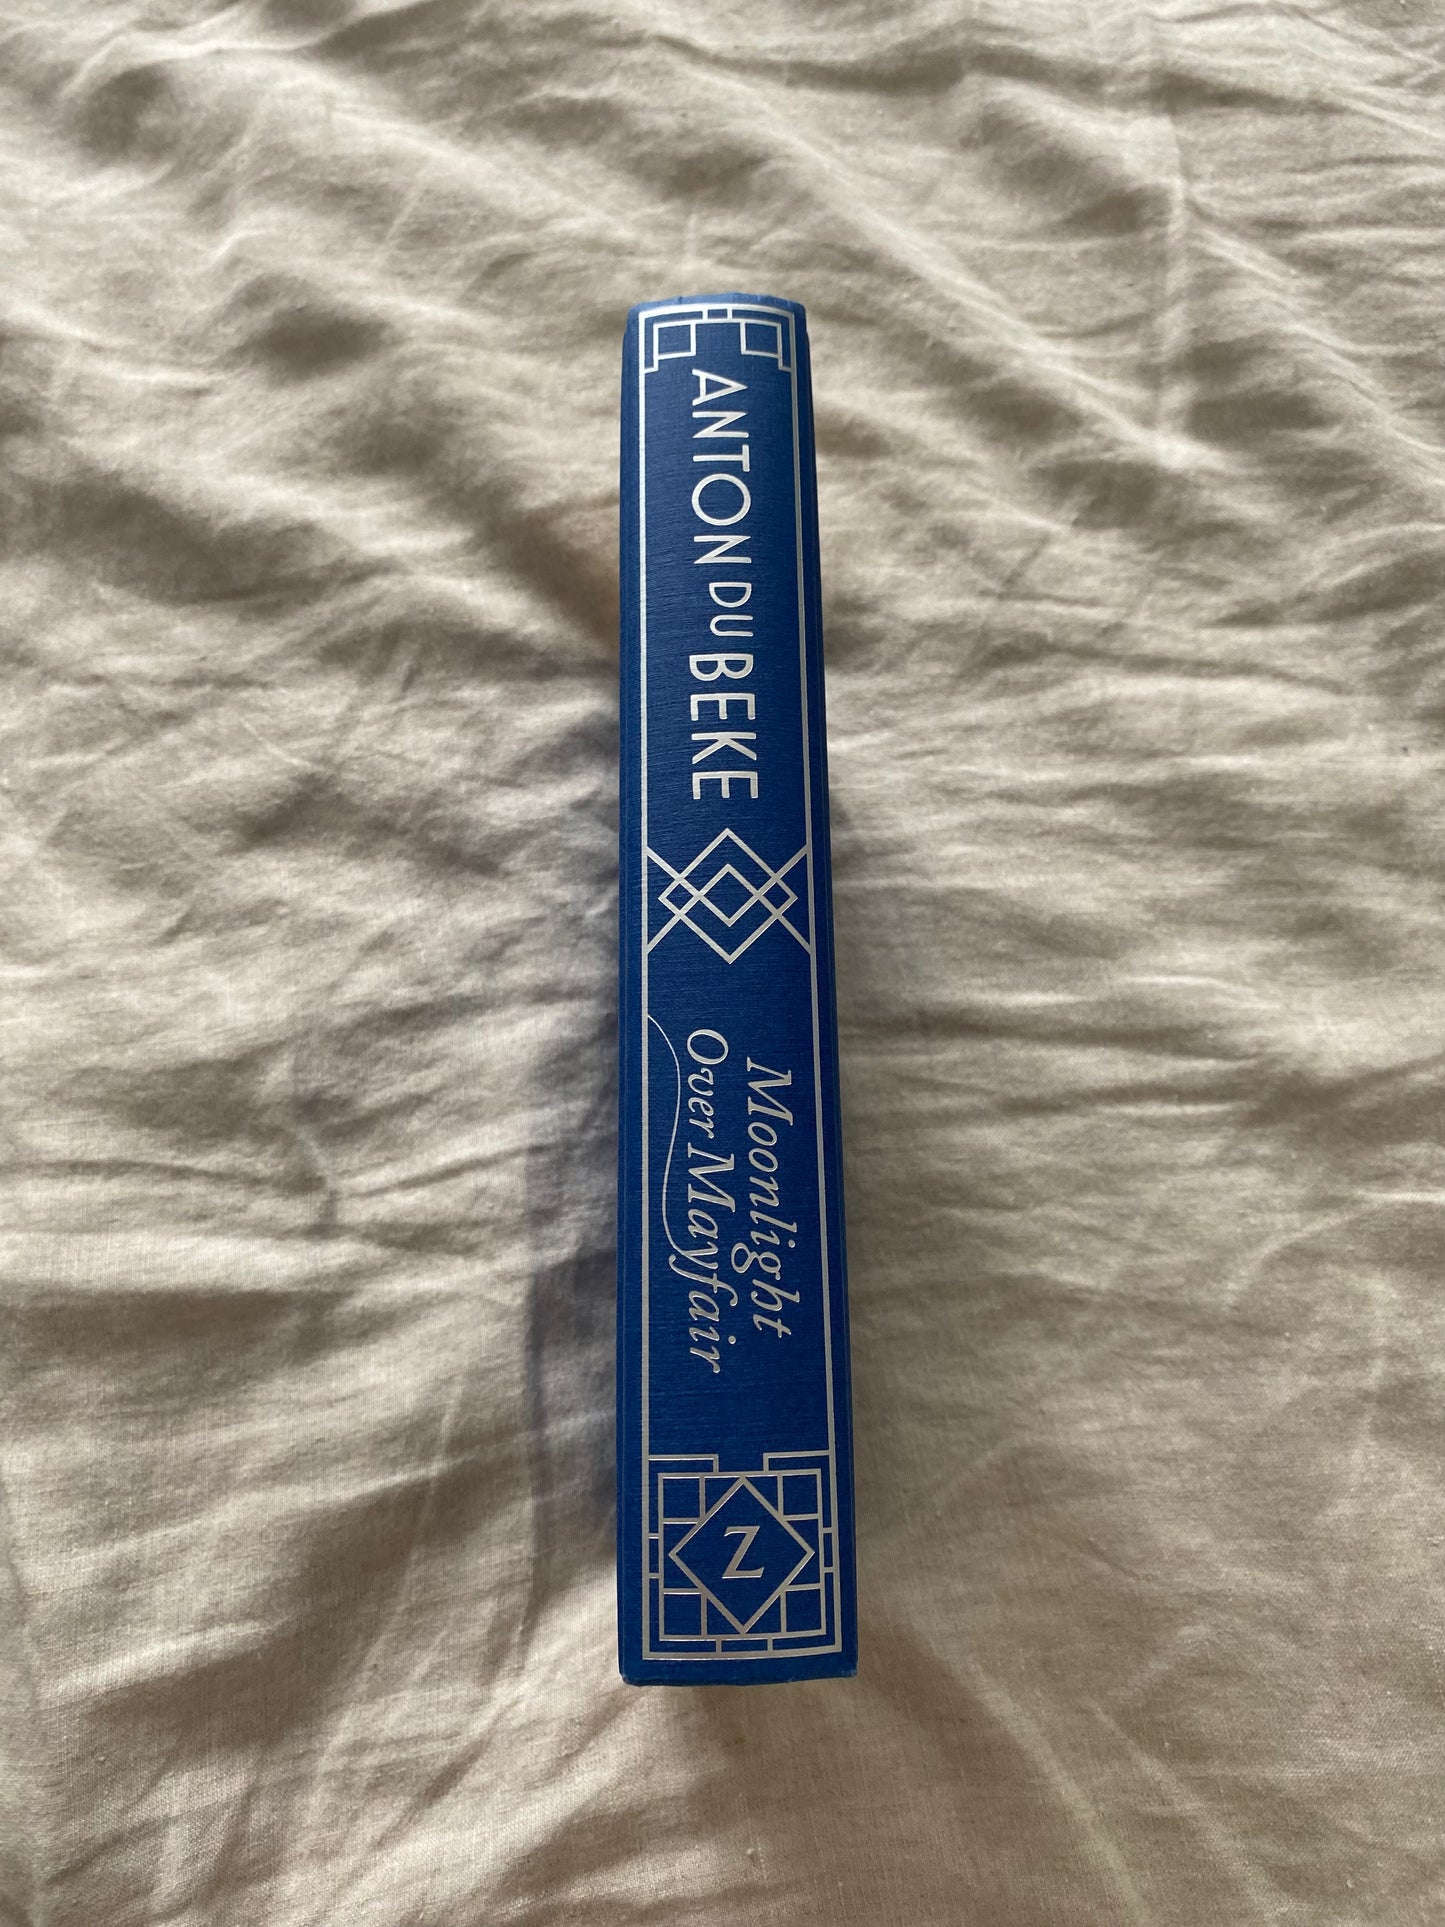 ANTON DU BEKE
Moonlight
Over Mayfair
Z